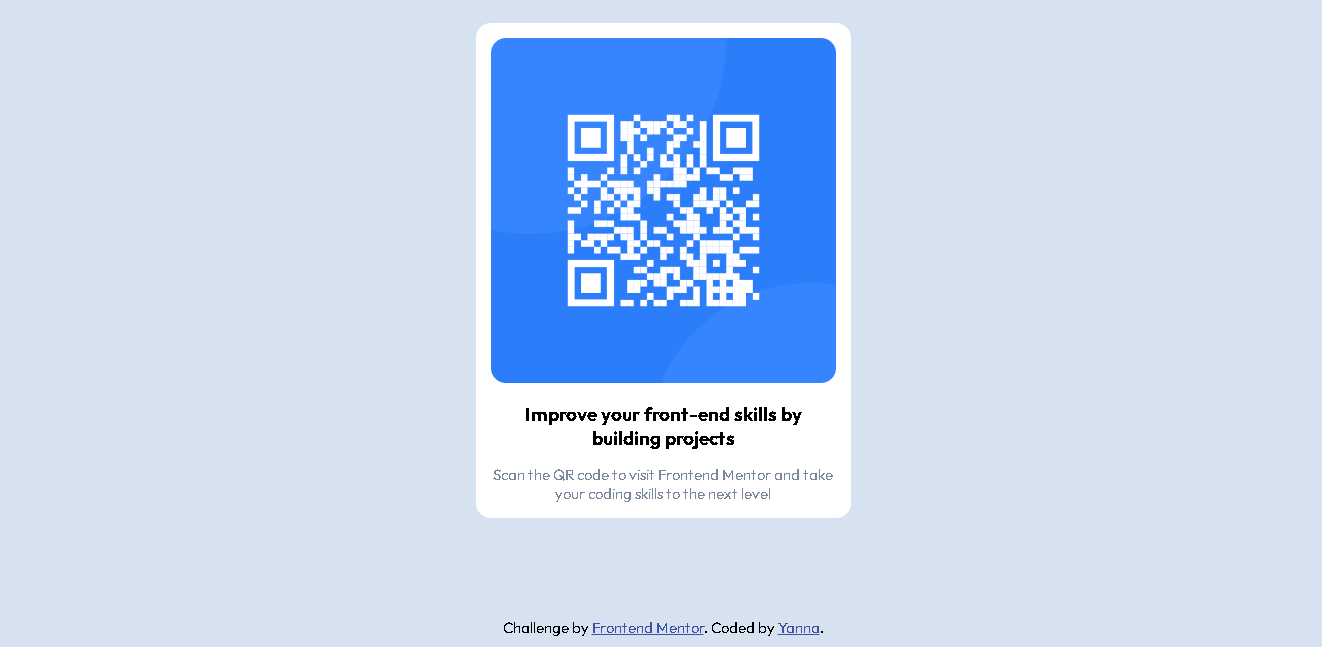 Improve your front-end skills by
building projects
Scan the QR code to visit Frontend Mentor and take
your coding skills to the next level
Challenge by Frontend Mentor. Coded by Yanna.